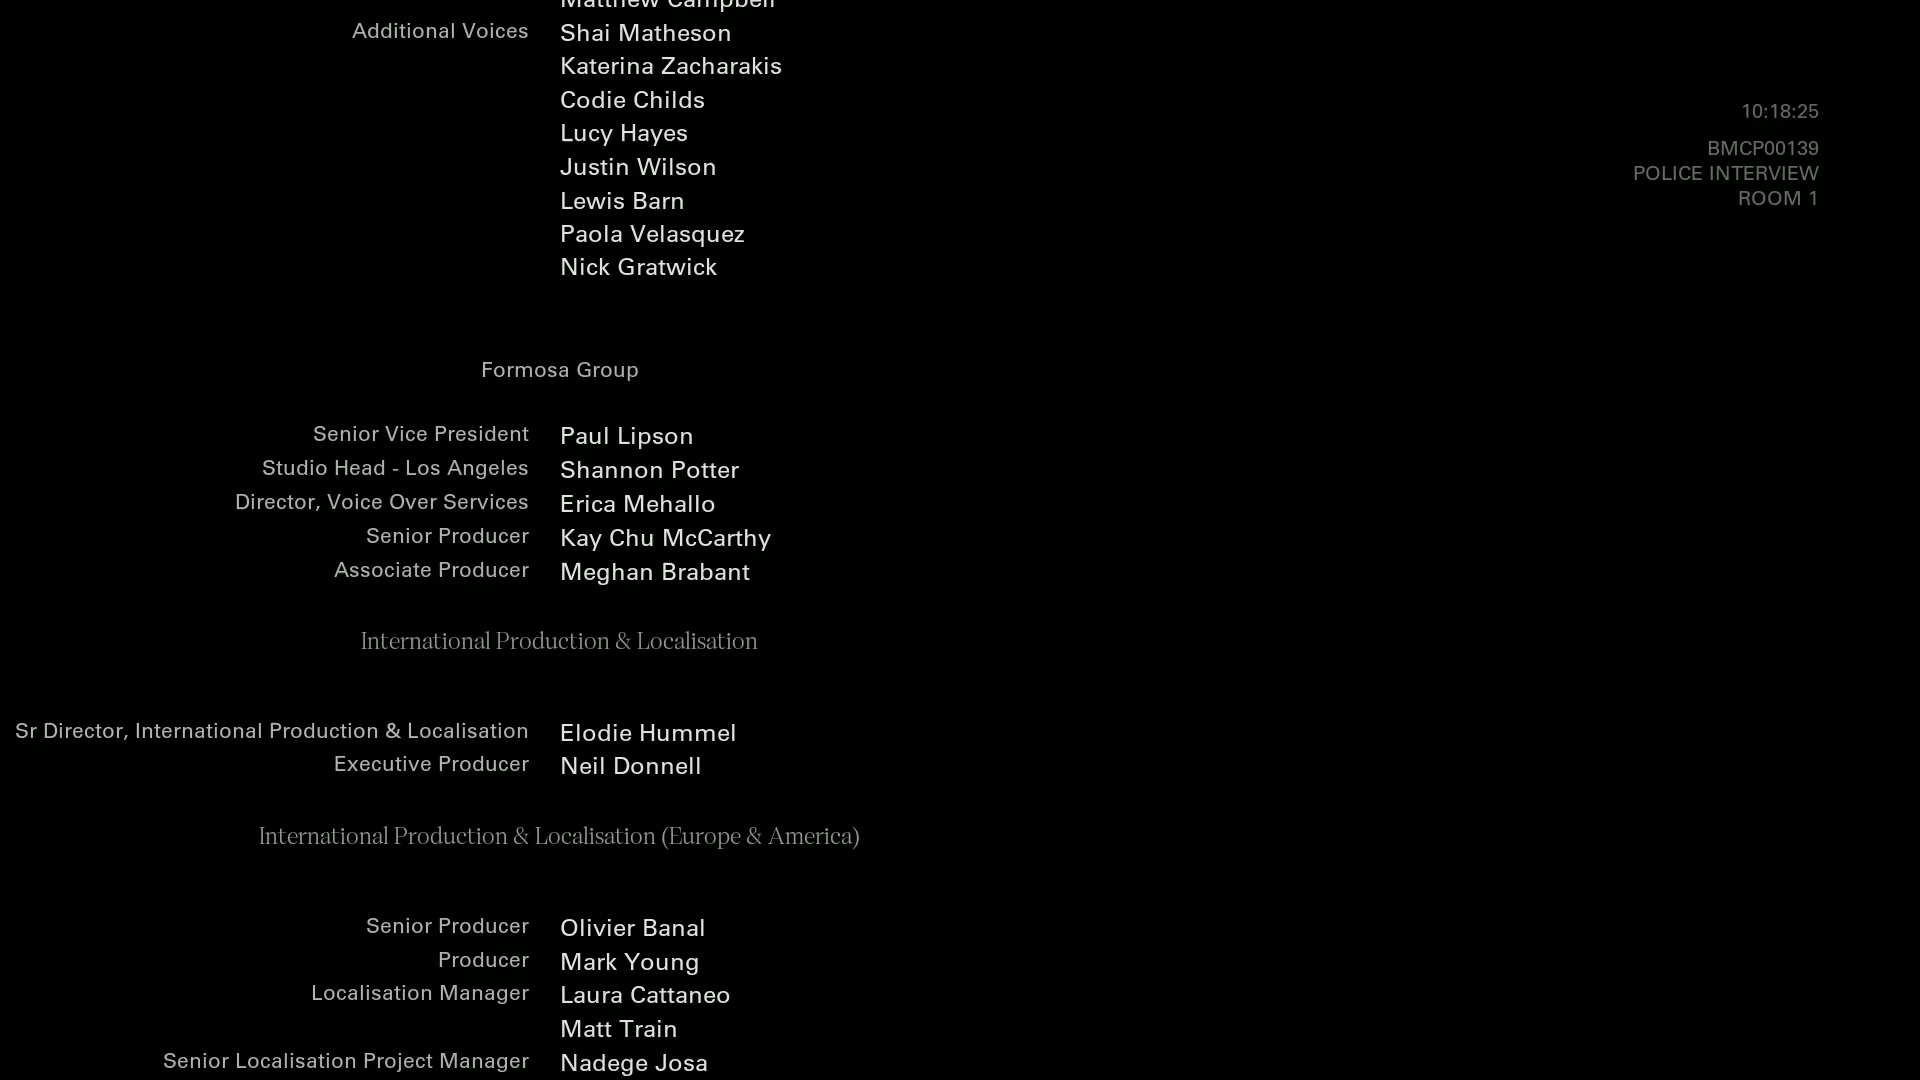 Matthew Campbell
Additional Voices Shai Matheson
Katerina Zacharakis
Codie Childs
Lucy Hayes
Justin Wilson
Lewis Barn
Paola Velasquez
Nick Gratwick
10:18:25
BMCP00139
POLICE INTERVIEW
ROOM 1
Formosa Group
Senior Vice President Paul Lipson
Studio Head - Los Angeles Shannon Potter
Director, Voice Over Services Erica Mehallo
Senior Producer Kay Chu McCarthy
Associate Producer Meghan Brabant
International Production & Localisation
Sr Director, International Production & Localisation Elodie Hummel
Executive Producer Neil Donnell
International Production & Localisation (Europe & America)
Senior Producer Olivier Banal
Producer Mark Young
Localisation Manager Laura Cattaneo
Matt Train
Senior Localisation Project Manager Nadege Josa